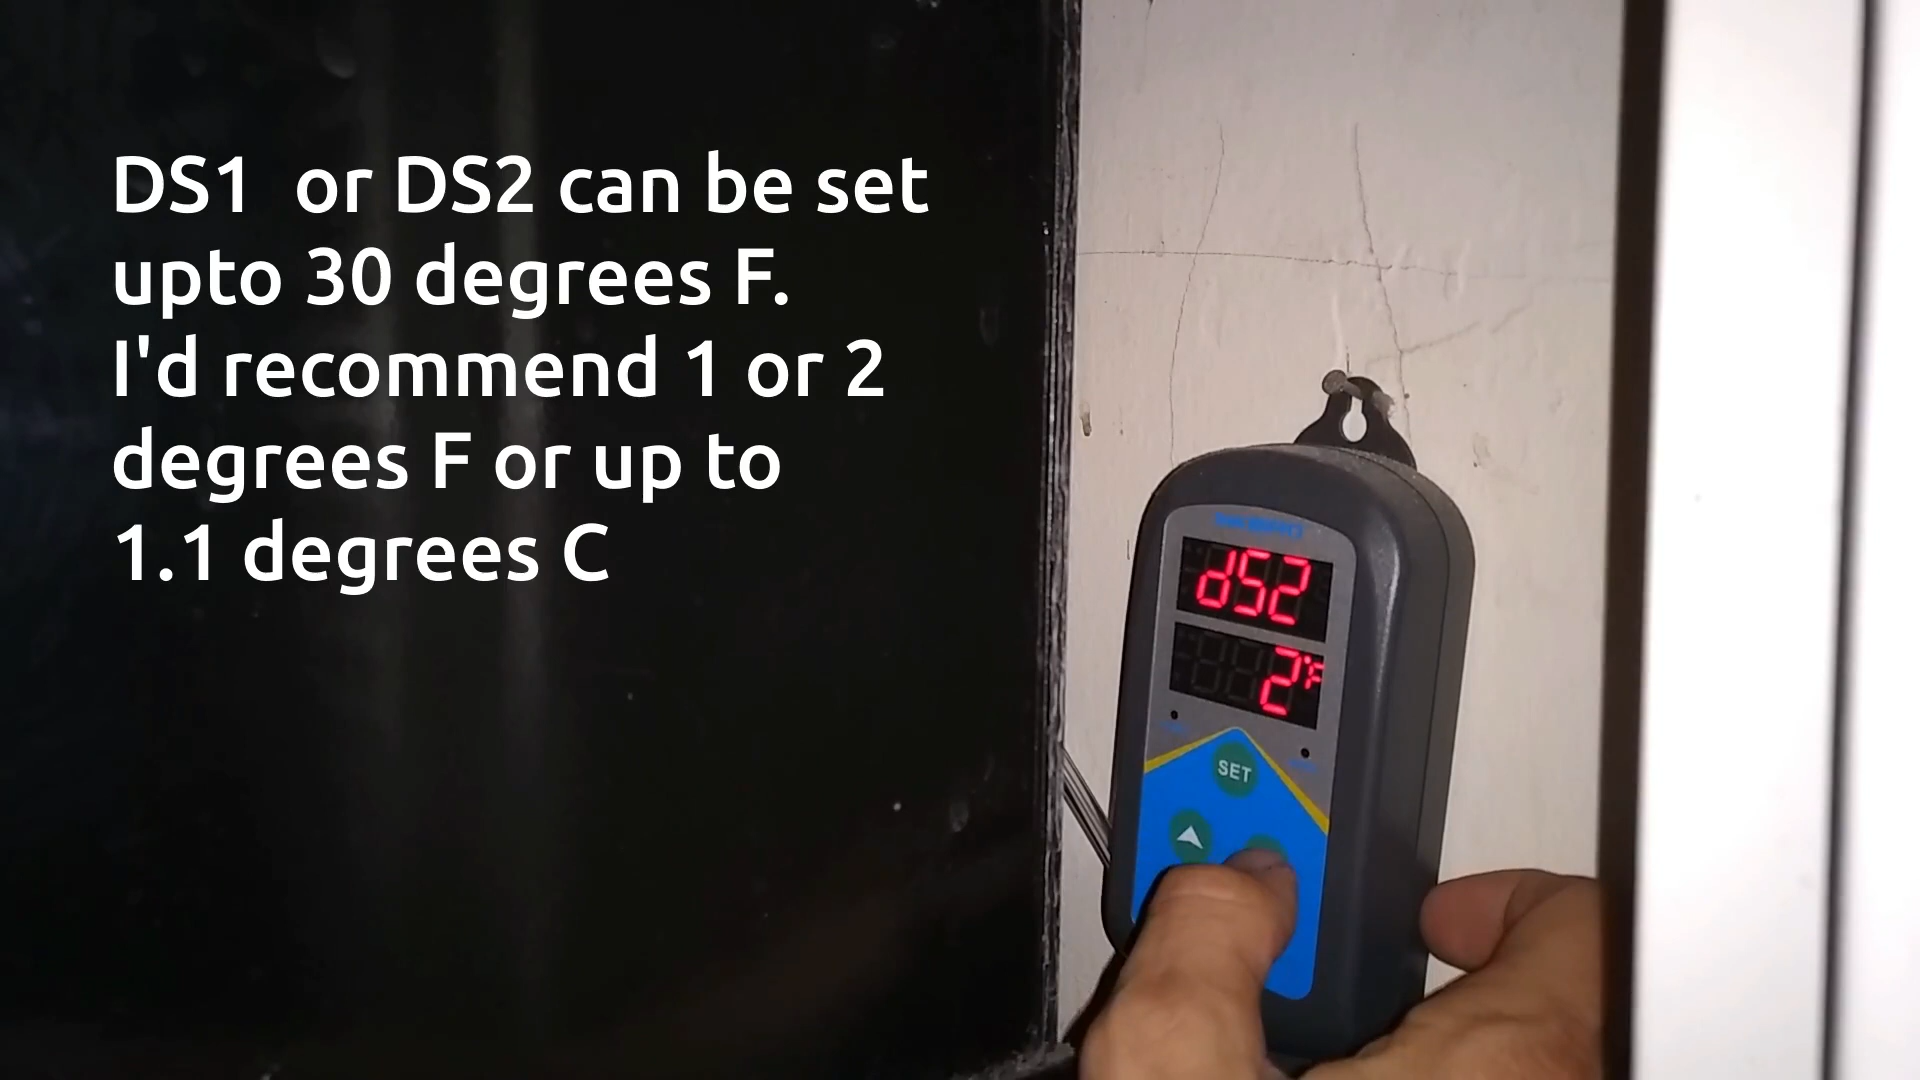 DS1  or DS2 can be set
upto 30 degrees F.
I'd recommend 1 or 2
degrees F or up to
1.1 degrees C
dS2
2°F
SET